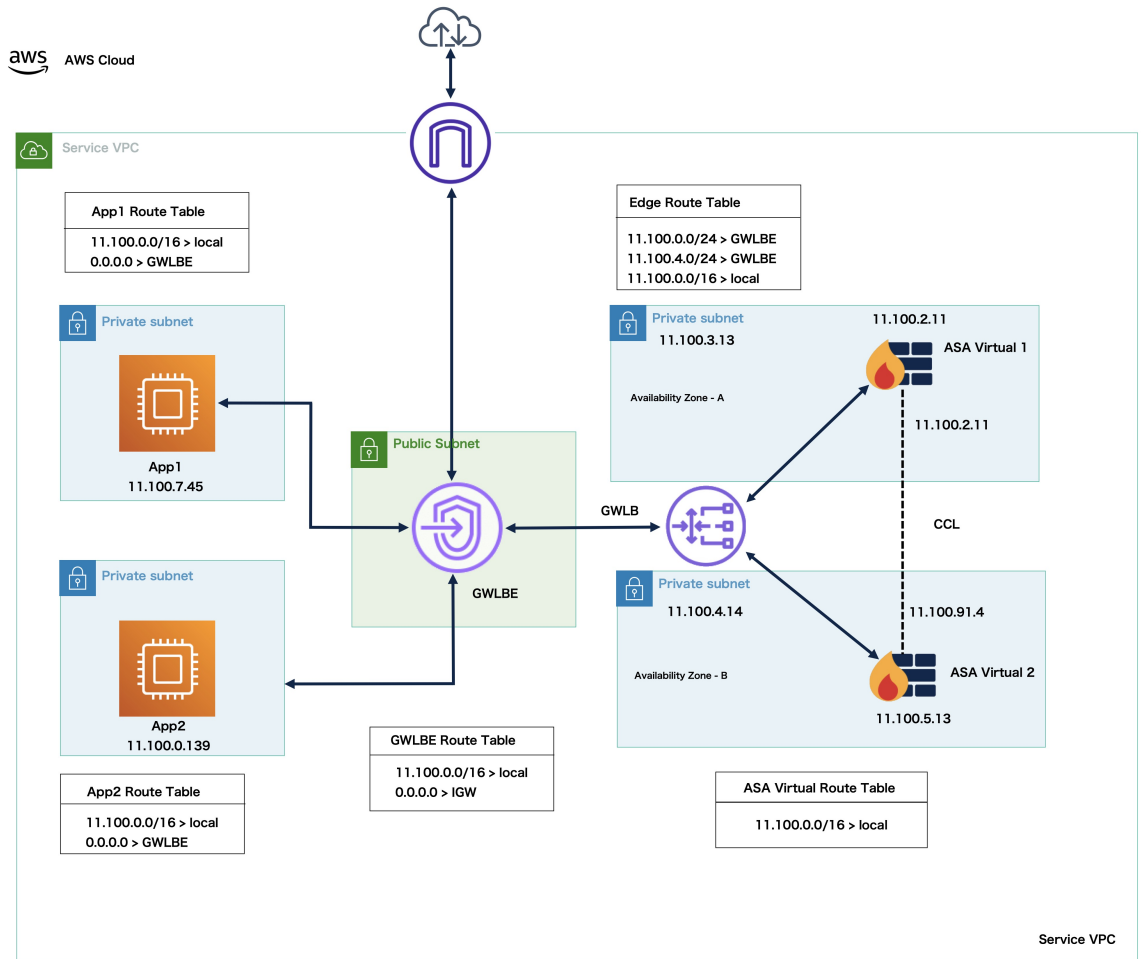 aws
AWS Cloud
Service VPC
App1 Route Table
11.100.0.0/16 > local
0.0.0.0 > GWLBE
Edge Route Table
11.100.0.0/24 > GWLBE
11.100.4.0/24 > GWLBE
11.100.0.0/16 > local
Private subnet
App1
11.100.7.45
Private subnet
11.100.3.13
11.100.2.11
ASA Virtual 1
Availability Zone - A
11.100.2.11
Public Subnet
GWLBE
GWLB
CCL
Private subnet
App2
11.100.0.139
Private subnet
11.100.4.14
11.100.91.4
Availability Zone - B
ASA Virtual 2
11.100.5.13
App2 Route Table
11.100.0.0/16 > local
0.0.0.0 > GWLBE
GWLBE Route Table
11.100.0.0/16 > local
0.0.0.0 > IGW
ASA Virtual Route Table
11.100.0.0/16 > local
Service VPC